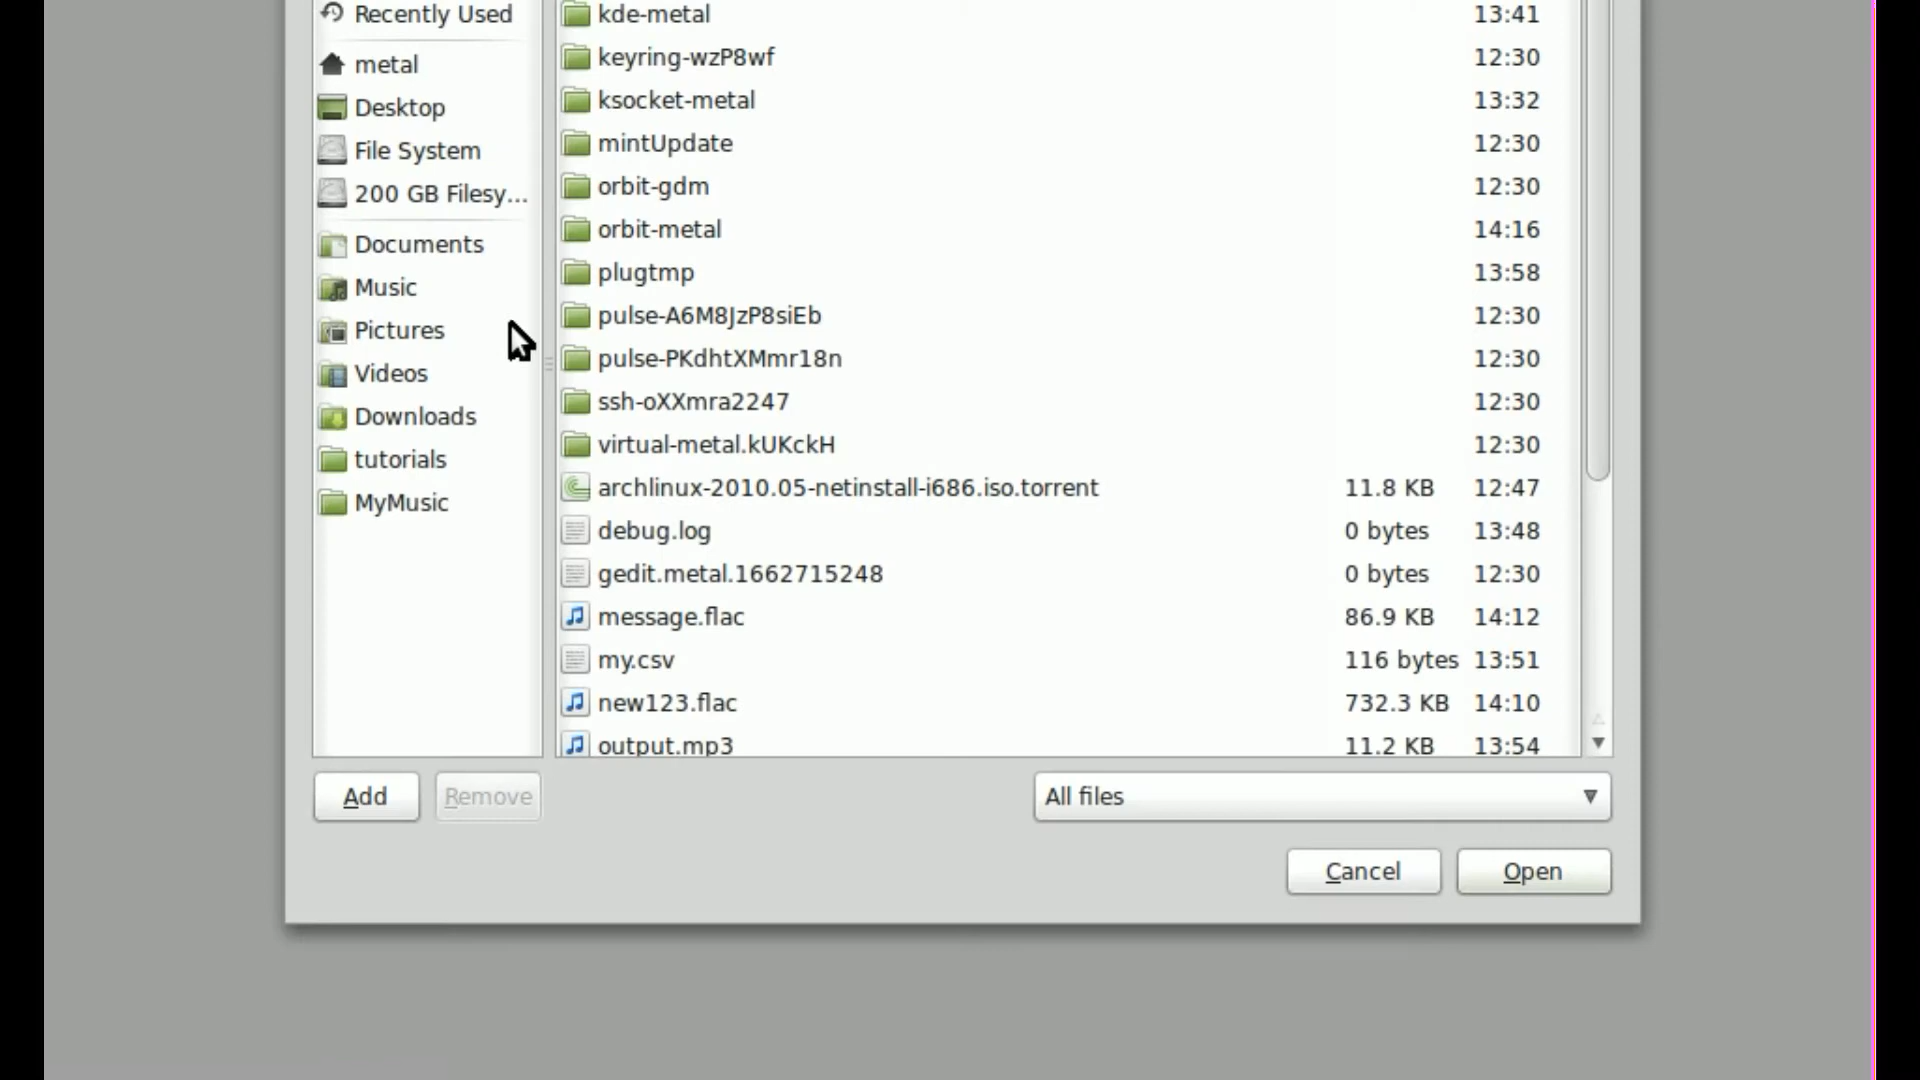 Recently Used
metal
Desktop
File System
200 GB Filesy...
Documents
Music
Pictures
Videos
Downloads
tutorials
MyMusic
kde-metal 13:41
keyring-wzP8wf 12:30
ksocket-metal 13:32
mintUpdate 12:30
orbit-gdm 12:30
orbit-metal 14:16
plugtmp 13:58
pulse-A6M8JzP8siEb 12:30
pulse-PKdhtXMmr18n 12:30
ssh-oXXmra2247 12:30
virtual-metal.kUKckH 12:30
archlinux-2010.05-netinstall-i686.iso.torrent 11.8 KB 12:47
debug.log 0 bytes 13:48
gedit.metal.1662715248 0 bytes 12:30
message.flac 86.9 KB 14:12
my.csv 116 bytes 13:51
new123.flac 732.3 KB 14:10
output.mp3 11.2 KB 13:54
Add Remove All files
Cancel Open